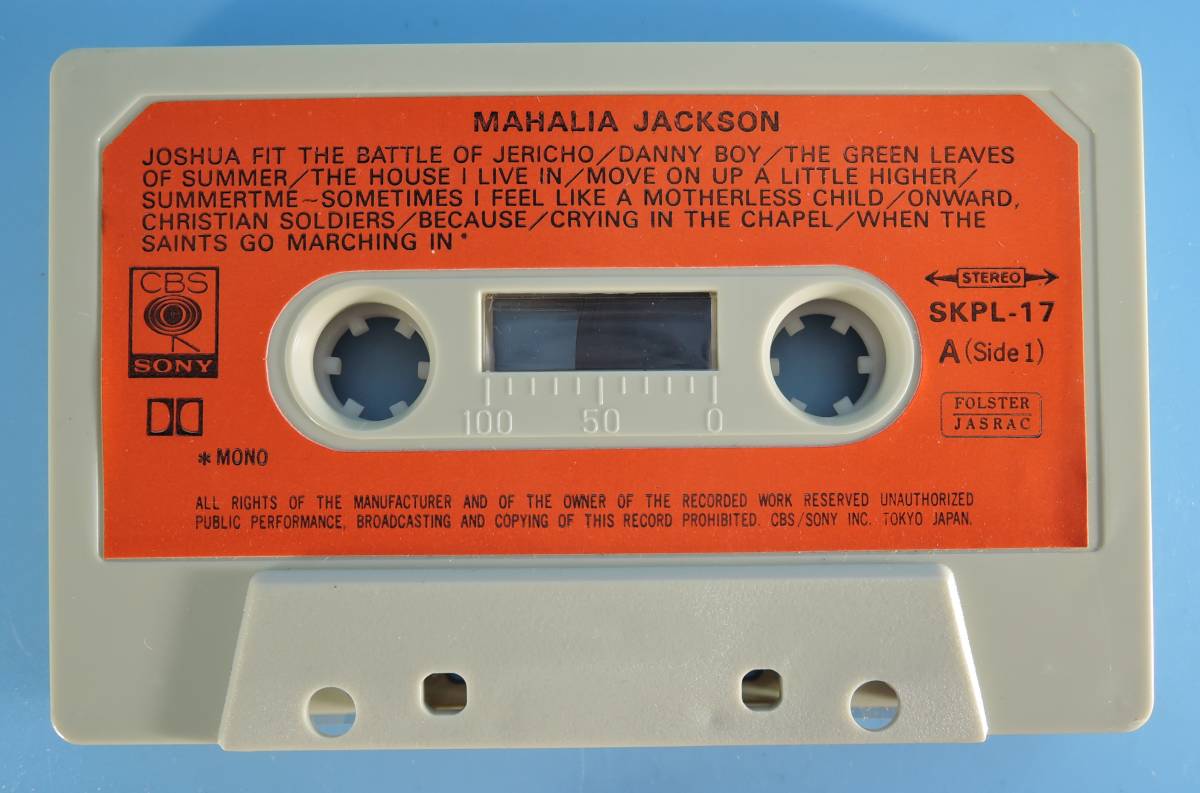 MAHALIA JACKSON
JOSHUA FIT THE BATTLE OF JERICHO/DANNY BOY/THE GREEN LEAVES
OF SUMMER/THE HOUSE I LIVE IN/MOVE ON UP A LITTLE HIGHER/
SUMMERTME~SOMETIMES I FEEL LIKE A MOTHERLESS CHILD/ONWARD,
CHRISTIAN SOLDIERS/BECAUSE/CRYING IN THE CHAPEL/WHEN THE
SAINTS GO MARCHING IN*
CBS
SONY
STEREO
SKPL-17
A (Side 1)
100 50 0
FOLSTER
JASRAC
*MONO
ALL RIGHTS OF THE MANUFACTURER AND OF THE OWNER OF THE RECORDED WORK RESERVED UNAUTHORIZED
PUBLIC PERFORMANCE, BROADCASTING AND COPYING OF THIS RECORD PROHIBITED. CBS/SONY INC. TOKYO JAPAN.